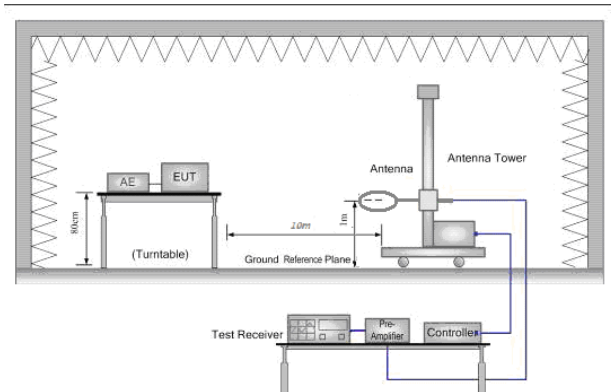 AE
EUT
80cm
(Turntable)
10m
1m
Antenna
Antenna Tower
Ground Reference Plane
Test Receiver
Pre-
Amplifier
Controller